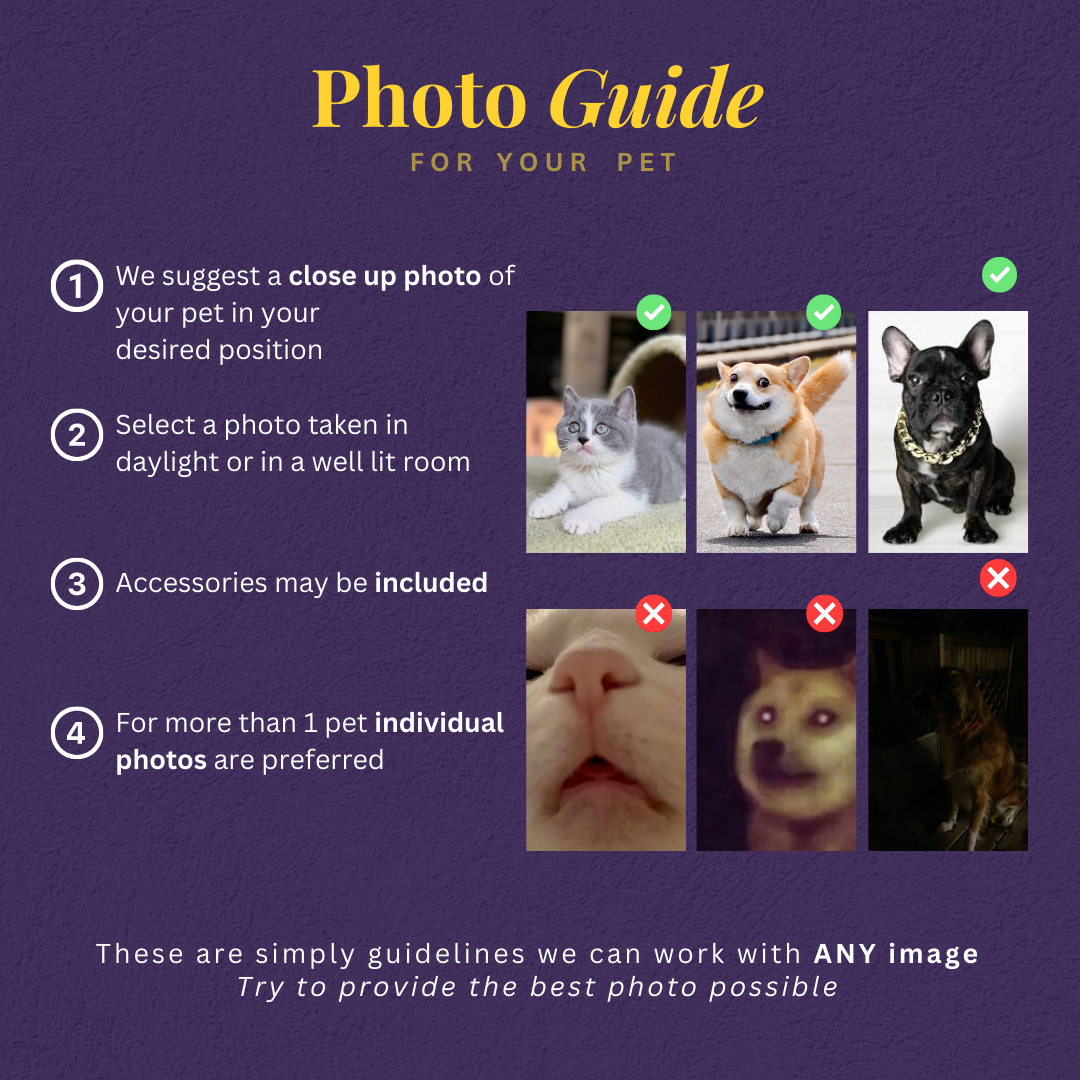 Photo Guide
FOR YOUR PET
1
We suggest a close up photo of
your pet in your
desired position
2
Select a photo taken in
daylight or in a well lit room
3
Accessories may be included
4
For more than 1 pet individual
photos are preferred
These are simply guidelines we can work with ANY image
Try to provide the best photo possible